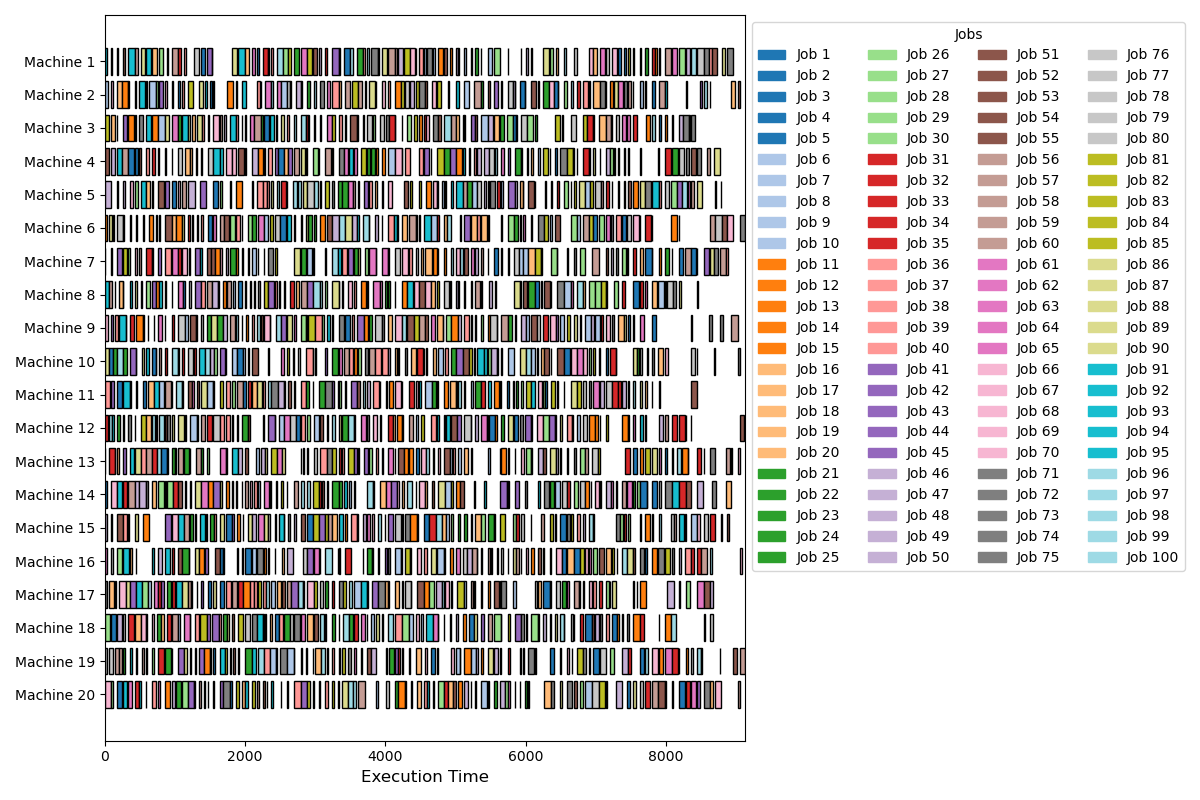 Jobs
Machine 1
Machine 2
Machine 3
Machine 4
Machine 5
Machine 6
Machine 7
Machine 8
Machine 9
Machine 10
Machine 11
Machine 12
Machine 13
Machine 14
Machine 15
Machine 16
Machine 17
Machine 18
Machine 19
Machine 20
0 2000 4000 6000 8000
Execution Time
Job 1 Job 26 Job 51 Job 76
Job 2 Job 27 Job 52 Job 77
Job 3 Job 28 Job 53 Job 78
Job 4 Job 29 Job 54 Job 79
Job 5 Job 30 Job 55 Job 80
Job 6 Job 31 Job 56 Job 81
Job 7 Job 32 Job 57 Job 82
Job 8 Job 33 Job 58 Job 83
Job 9 Job 34 Job 59 Job 84
Job 10 Job 35 Job 60 Job 85
Job 11 Job 36 Job 61 Job 86
Job 12 Job 37 Job 62 Job 87
Job 13 Job 38 Job 63 Job 88
Job 14 Job 39 Job 64 Job 89
Job 15 Job 40 Job 65 Job 90
Job 16 Job 41 Job 66 Job 91
Job 17 Job 42 Job 67 Job 92
Job 18 Job 43 Job 68 Job 93
Job 19 Job 44 Job 69 Job 94
Job 20 Job 45 Job 70 Job 95
Job 21 Job 46 Job 71 Job 96
Job 22 Job 47 Job 72 Job 97
Job 23 Job 48 Job 73 Job 98
Job 24 Job 49 Job 74 Job 99
Job 25 Job 50 Job 75 Job 100